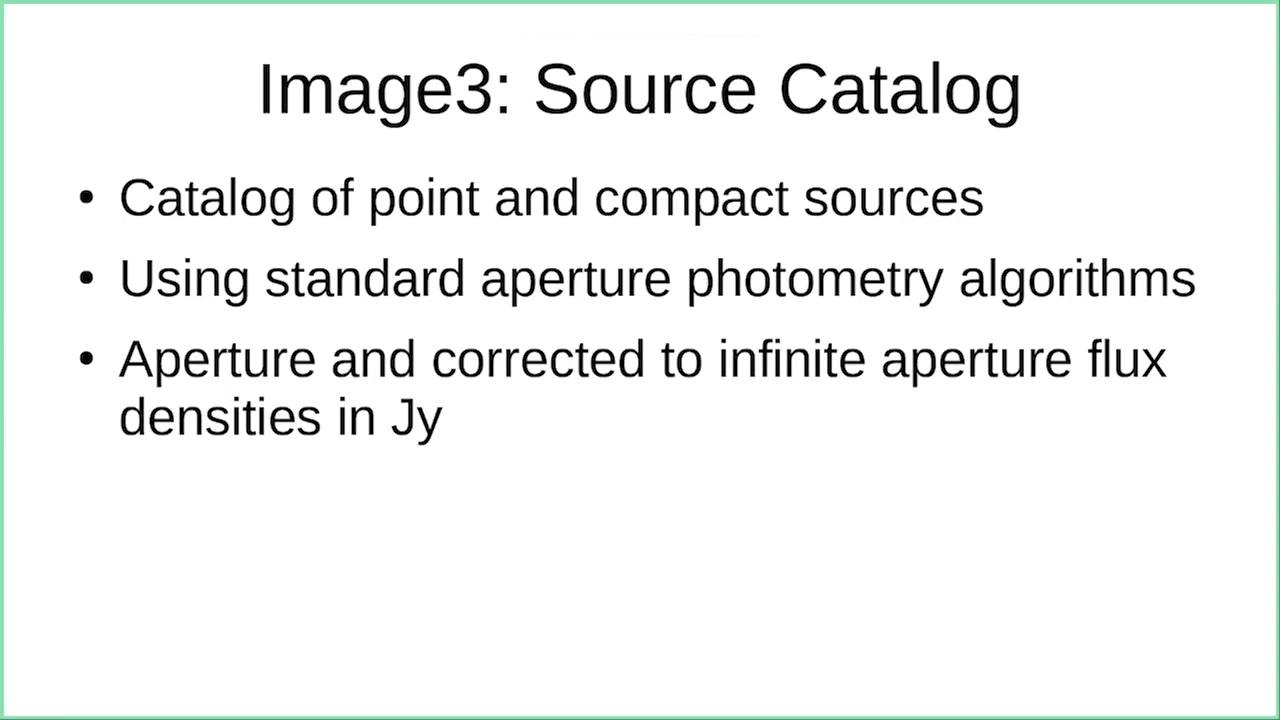 Image3: Source Catalog
• Catalog of point and compact sources
• Using standard aperture photometry algorithms
• Aperture and corrected to infinite aperture flux
densities in Jy